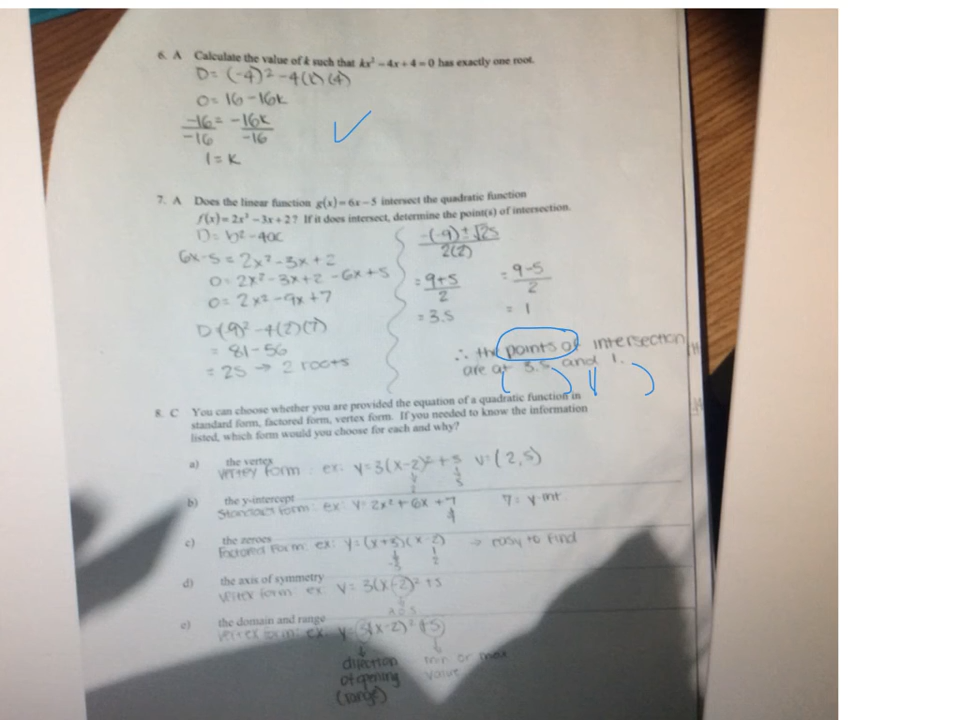 6. A Calculate the value of k such that kx² – 4x + 4 = 0 has exactly one root.
D = (-4)² - 4(k)(4)
0 = 16 - 16k
-16 = -16k
-16 -16
1 = k
7. A Does the linear function g(x) = 6x – 5 intersect the quadratic function
f(x) = 2x² – 3x + 2? If it does intersect, determine the point(s) of intersection.
D = b² - 4ac
6x - 5 = 2x² - 3x + 2
0 = 2x² - 3x + 2 - 6x + 5
0 = 2x² - 9x + 7
D (9)² - 4(2)(7)
= 81 - 56
= 25 → 2 roots
-(-9) ± √25
2(2)
= 9+5
2
= 3.5
= 9-5
2
= 1
∴ the points of intersection
are at 3.5 and 1.
( ) ( )
8. C You can choose whether you are provided the equation of a quadratic function in
standard form, factored form, vertex form. If you needed to know the information
listed, which form would you choose for each and why?
a) the vertex
vertex form : ex: y = 3(x-2)² + 5 v = (2, 5)
2 5
b) the y-intercept
Standard form: ex: y = 2x² + 6x + 7 7 = y-int
c) the zeroes
Factored form: ex: y = (x+3)(x-2) → easy to find
-3 2
d) the axis of symmetry
vertex form: ex: y = 3(x-2)² + 5
a.o.s
e) the domain and range
vertex form: ex: y = 3(x-2)² + 5
direction
of opening
(range)
min or max
value